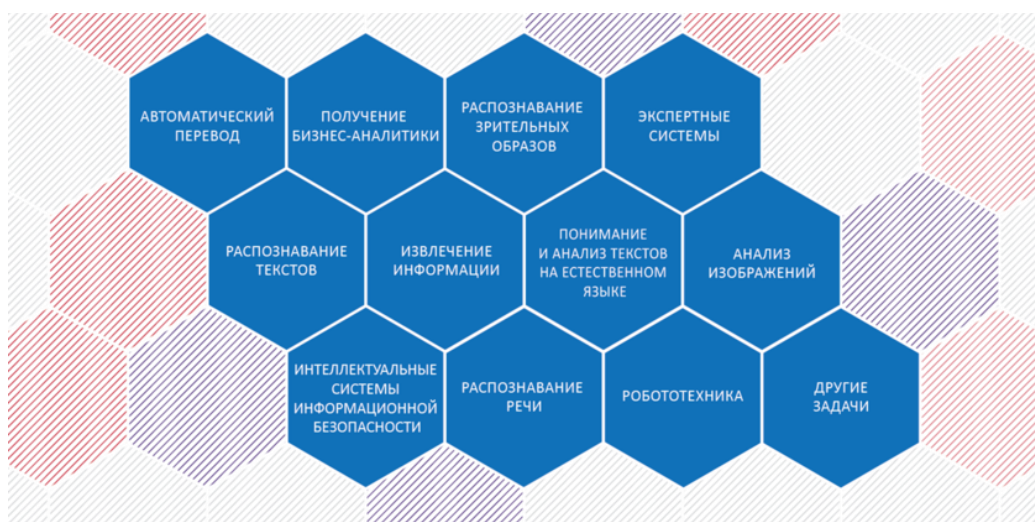 АВТОМАТИЧЕСКИЙ
ПЕРЕВОД
ПОЛУЧЕНИЕ
БИЗНЕС-АНАЛИТИКИ
РАСПОЗНАВАНИЕ
ЗРИТЕЛЬНЫХ
ОБРАЗОВ
ЭКСПЕРТНЫЕ
СИСТЕМЫ
РАСПОЗНАВАНИЕ
ТЕКСТОВ
ИЗВЛЕЧЕНИЕ
ИНФОРМАЦИИ
ПОНИМАНИЕ
И АНАЛИЗ ТЕКСТОВ
НА ЕСТЕСТВЕННОМ
ЯЗЫКЕ
АНАЛИЗ
ИЗОБРАЖЕНИЙ
ИНТЕЛЛЕКТУАЛЬНЫЕ
СИСТЕМЫ
ИНФОРМАЦИОННОЙ
БЕЗОПАСНОСТИ
РАСПОЗНАВАНИЕ
РЕЧИ
РОБОТОТЕХНИКА
ДРУГИЕ
ЗАДАЧИ